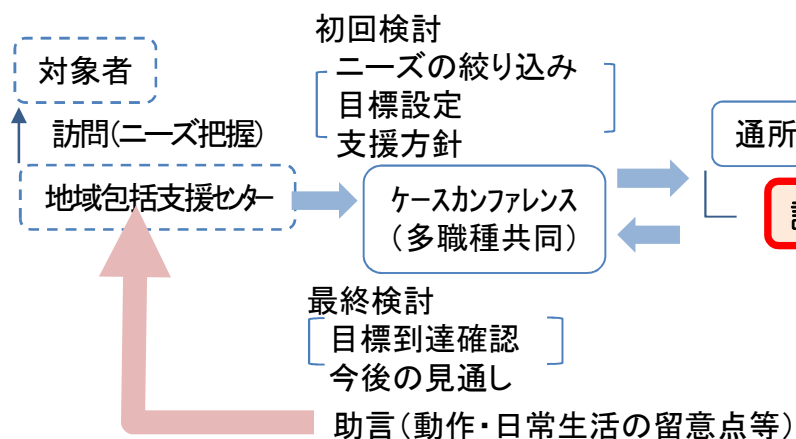 初回検討
ニーズの絞り込み
目標設定
支援方針
対象者
訪問(ニーズ把握)
地域包括支援センター
ケースカンファレンス
(多職種共同)
通所
最終検討
目標到達確認
今後の見通し
助言(動作・日常生活の留意点等)